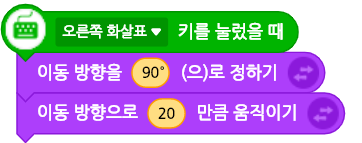 오른쪽 화살표 ▼ 키를 눌렀을 때
이동 방향을 90° (으)로 정하기
이동 방향으로 20 만큼 움직이기